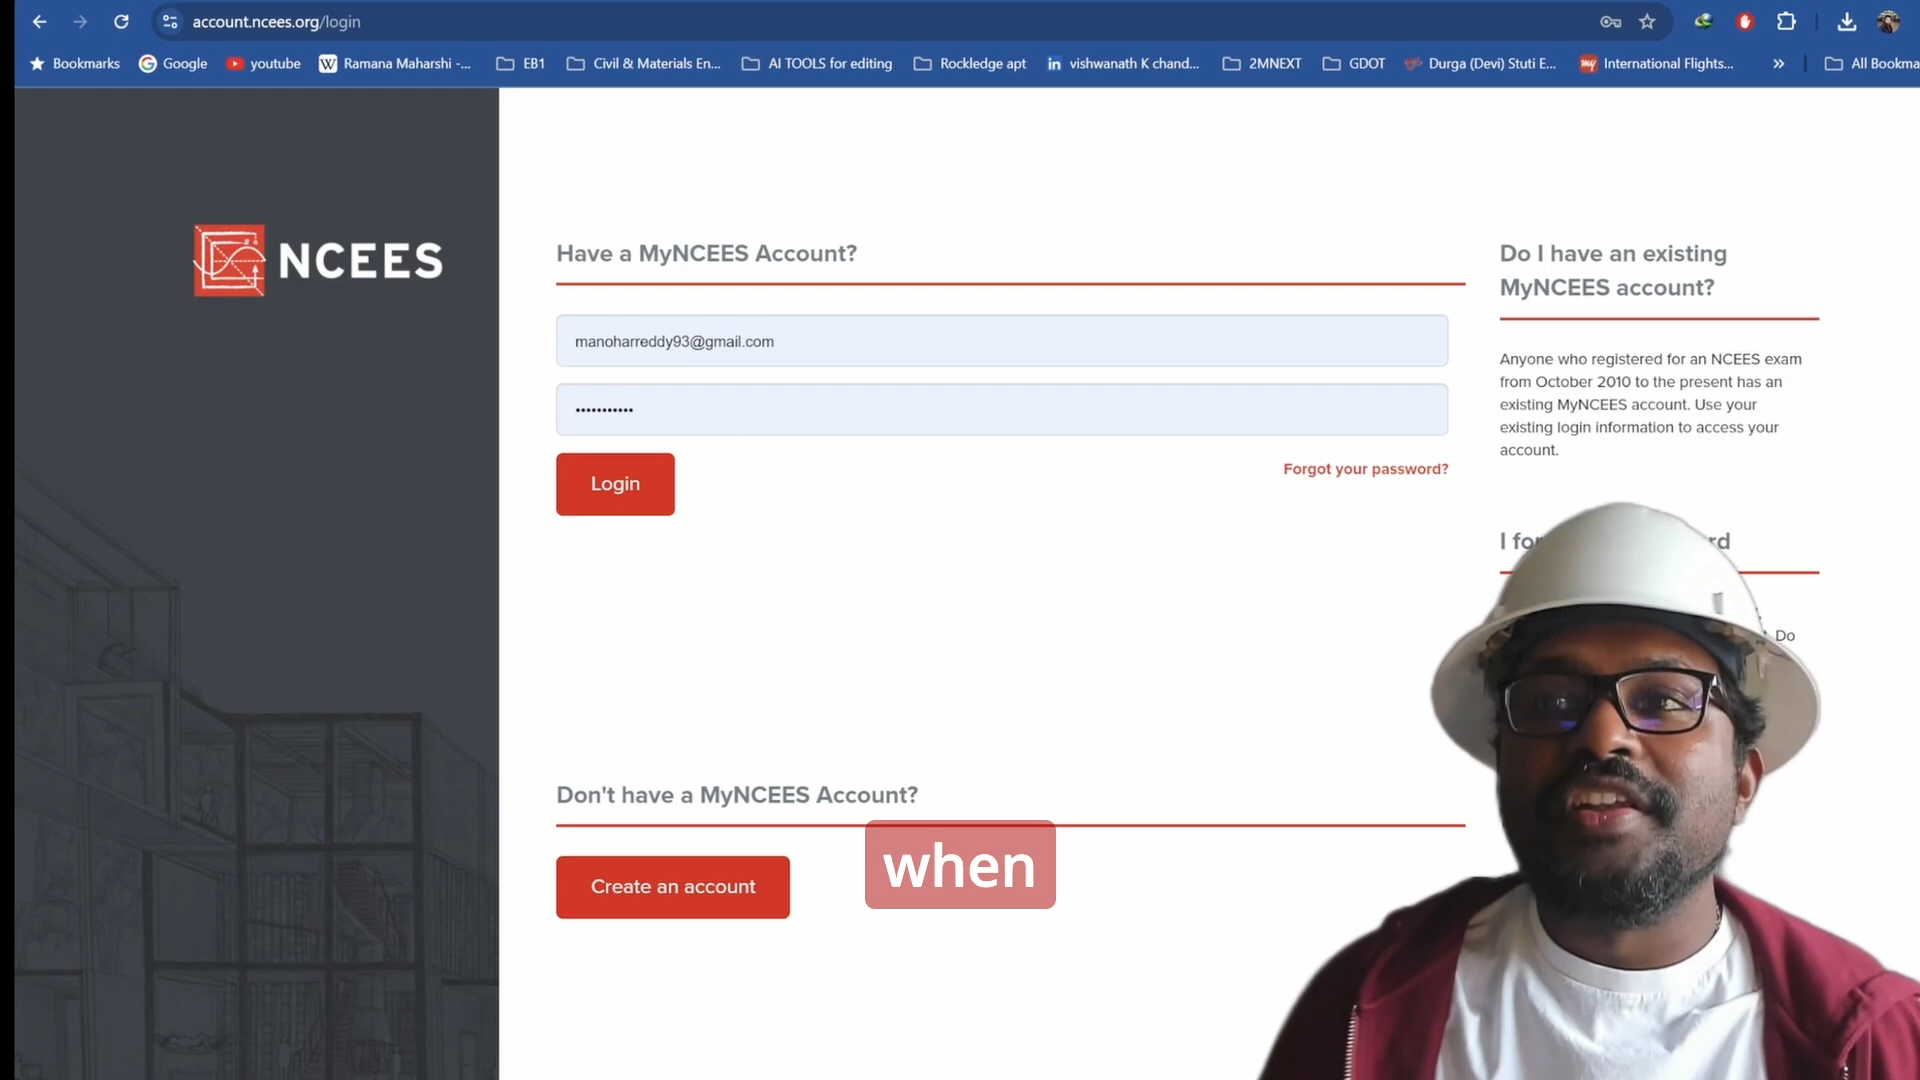 account.ncees.org/login
Bookmarks
Google
youtube
Ramana Maharshi -...
EB1
Civil & Materials En...
AI TOOLS for editing
Rockledge apt
vishwanath K chand...
2MNEXT
GDOT
Durga (Devi) Stuti E...
International Flights...
All Bookma
NCEES
Have a MyNCEES Account?
manoharreddy93@gmail.com
Login
Forgot your password?
Don't have a MyNCEES Account?
Create an account
when
Do I have an existing
MyNCEES account?
Anyone who registered for an NCEES exam
from October 2010 to the present has an
existing MyNCEES account. Use your
existing login information to access your
account.
I for
rd
Do